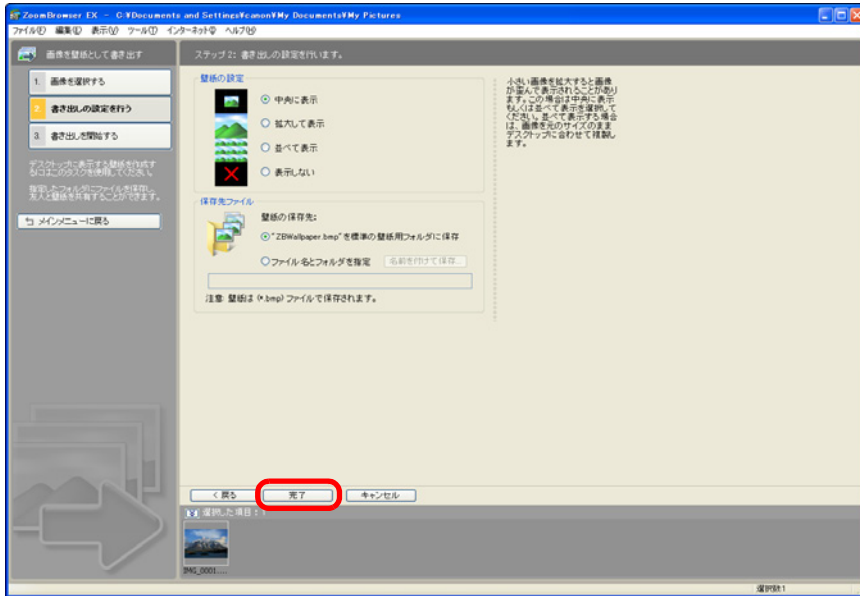 ZoomBrowser EX - C:¥Documents and Settings¥canon¥My Documents¥My Pictures
ファイル(F) 編集(E) 表示(V) ツール(T) インターネット(I) ヘルプ(H)
画像を壁紙として書き出す
ステップ2: 書き出しの設定を行います。
1. 画像を選択する
2. 書き出しの設定を行う
3. 書き出しを開始する
デスクトップに表示する壁紙を作成す
るにはこのタスクを使用してください。
指定したフォルダにファイルを保存し、
友人と壁紙を共有することができます。
メインメニューに戻る
壁紙の設定
中央に表示
拡大して表示
並べて表示
表示しない
保存先ファイル
壁紙の保存先:
"ZBWallpaper.bmp"を標準の壁紙用フォルダに保存
ファイル名とフォルダを指定 名前を付けて保存...
注意: 壁紙は (*.bmp) ファイルで保存されます。
小さい画像を拡大すると画像
が歪んで表示されることがあり
ます。この場合は中央に表示
もしくは並べて表示を選択して
ください。並べて表示する場合
は、画像を元のサイズのまま
デスクトップに合わせて複製し
ます。
< 戻る 完了 キャンセル
選択した項目 : 1
IMG_0001....
選択数:1